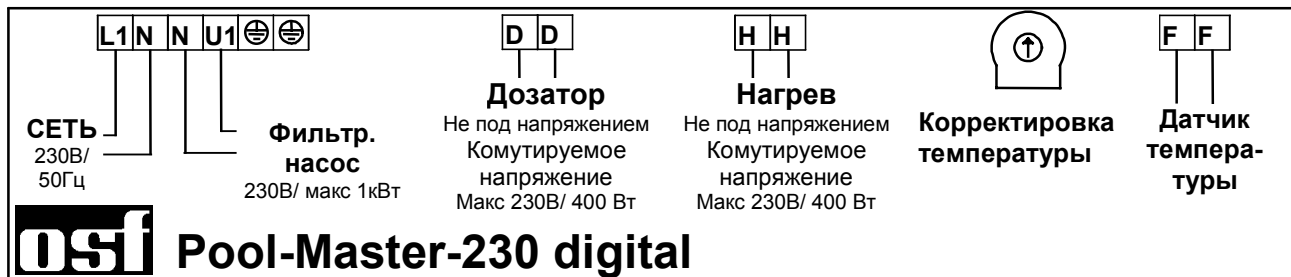 L1 N N U1
D D
H H
F F
СЕТЬ
230В/
50Гц
Фильтр.
насос
230В/ макс 1кВт
Дозатор
Не под напряжением
Комутируемое
напряжение
Макс 230В/ 400 Вт
Нагрев
Не под напряжением
Комутируемое
напряжение
Макс 230В/ 400 Вт
Корректировка
температуры
Датчик
темпера-
туры
osf Pool-Master-230 digital